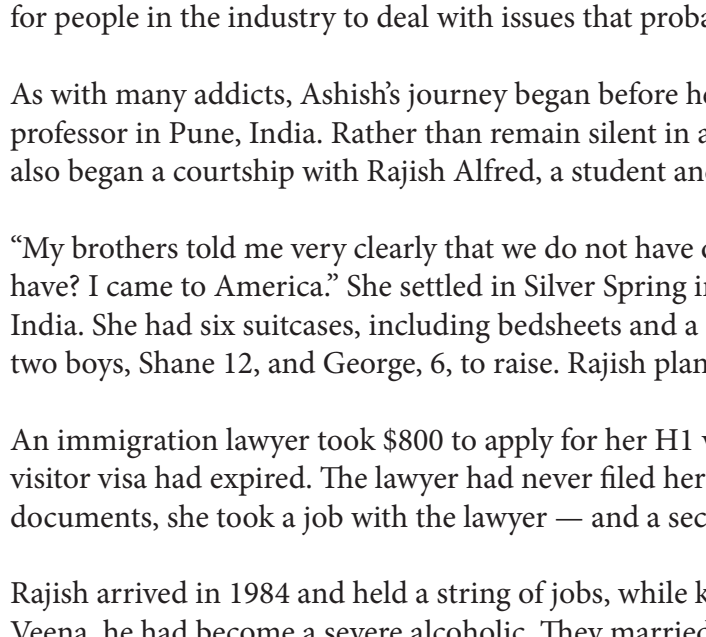 for people in the industry to deal with issues that
As with many addicts, Ashish’s journey began before
professor in Pune, India. Rather than remain silent in
also began a courtship with Rajish Alfred, a student
“My brothers told me very clearly that we do not have
have? I came to America.” She settled in Silver Spring
India. She had six suitcases, including bedsheets and a
two boys, Shane 12, and George, 6, to raise. Rajish
An immigration lawyer took $800 to apply for her H1
visitor visa had expired. The lawyer had never filed her
documents, she took a job with the lawyer — and a
Rajish arrived in 1984 and held a string of jobs, while
Veena, he had become a severe alcoholic. They married